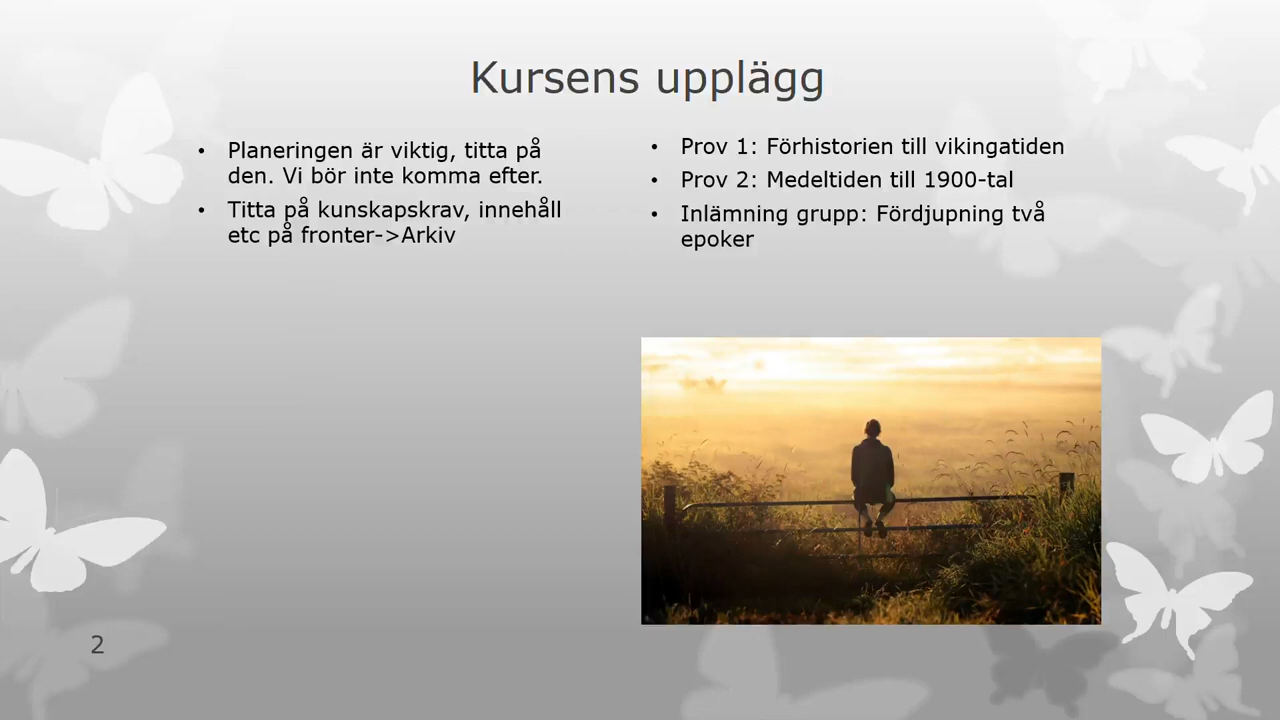 Kursens upplägg
• Planeringen är viktig, titta på
den. Vi bör inte komma efter.
• Titta på kunskapskrav, innehåll
etc på fronter->Arkiv
• Prov 1: Förhistorien till vikingatiden
• Prov 2: Medeltiden till 1900-tal
• Inlämning grupp: Fördjupning två
epoker
2